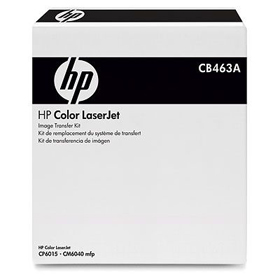 hp
CB463A
HP Color LaserJet
Image Transfer Kit
Kit de remplacement du système de transfert
Kit de transferencia de imágen
HP Color LaserJet
CP6015 · CM6040 mfp